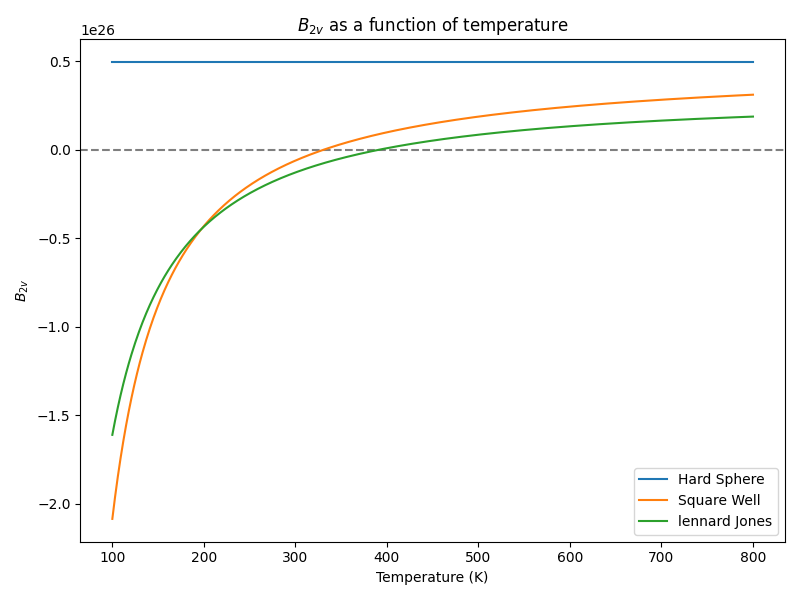 $B_{2v}$ as a function of temperature
1e26
0.5
0.0
−0.5
−1.0
−1.5
−2.0
$B_{2v}$
100 200 300 400 500 600 700 800
Temperature (K)
Hard Sphere
Square Well
lennard Jones